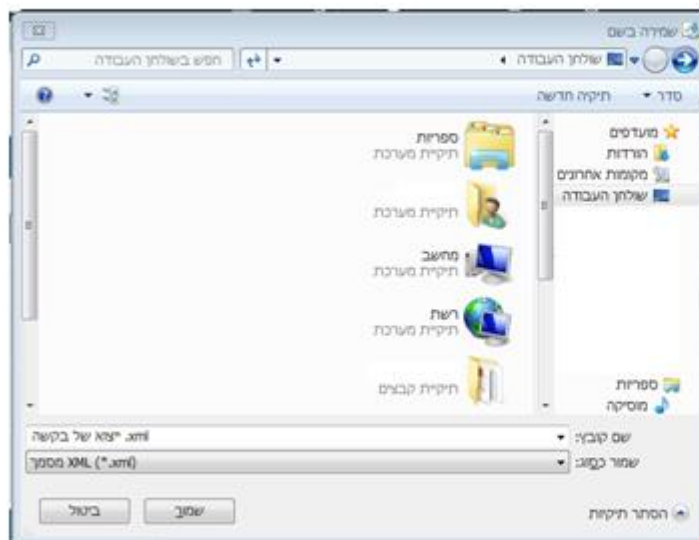 שמירה בשם
שולחן העבודה
חפש בשולחן העבודה
סדר
תיקיה חדשה
מועדפים
הורדות
מקומות אחרונים
שולחן העבודה
ספריות
מוסיקה
ספריות
תיקיית מערכת
תיקיית מערכת
מחשב
תיקיית מערכת
רשת
תיקיית מערכת
תיקיית קבצים
שם קובץ:
ייצוא של בקשה .xml
שמור כסוג:
מסמך XML (*.xml)
הסתר תיקיות
שמור
ביטול